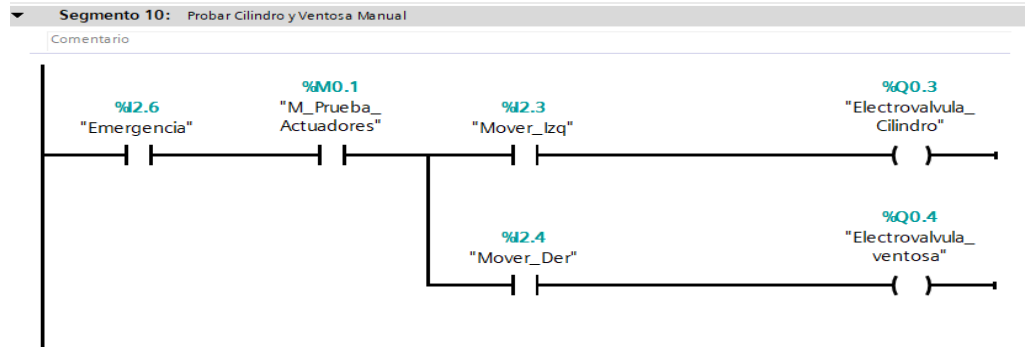 Segmento 10: Probar Cilindro y Ventosa Manual
Comentario
%I2.6
"Emergencia"
%M0.1
"M_Prueba_
Actuadores"
%I2.3
"Mover_Izq"
%Q0.3
"Electrovalvula_
Cilindro"
%I2.4
"Mover_Der"
%Q0.4
"Electrovalvula_
ventosa"